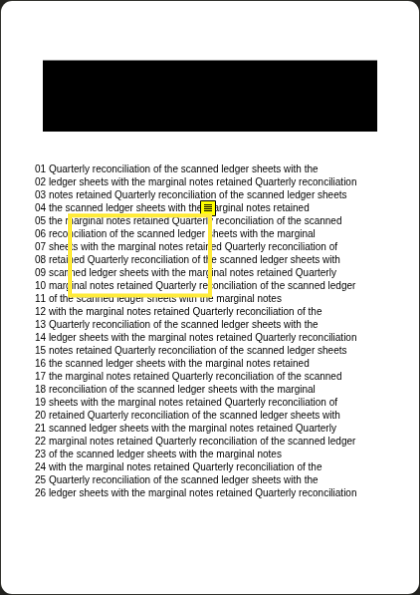 01 Quarterly reconciliation of the scanned ledger sheets with the
02 ledger sheets with the marginal notes retained Quarterly reconciliation
03 notes retained Quarterly reconciliation of the scanned ledger sheets
04 the scanned ledger sheets with the marginal notes retained
05 the marginal notes retained Quarterly reconciliation of the scanned
06 reconciliation of the scanned ledger sheets with the marginal
07 sheets with the marginal notes retained Quarterly reconciliation of
08 retained Quarterly reconciliation of the scanned ledger sheets with
09 scanned ledger sheets with the marginal notes retained Quarterly
10 marginal notes retained Quarterly reconciliation of the scanned ledger
11 of the scanned ledger sheets with the marginal notes
12 with the marginal notes retained Quarterly reconciliation of the
13 Quarterly reconciliation of the scanned ledger sheets with the
14 ledger sheets with the marginal notes retained Quarterly reconciliation
15 notes retained Quarterly reconciliation of the scanned ledger sheets
16 the scanned ledger sheets with the marginal notes retained
17 the marginal notes retained Quarterly reconciliation of the scanned
18 reconciliation of the scanned ledger sheets with the marginal
19 sheets with the marginal notes retained Quarterly reconciliation of
20 retained Quarterly reconciliation of the scanned ledger sheets with
21 scanned ledger sheets with the marginal notes retained Quarterly
22 marginal notes retained Quarterly reconciliation of the scanned ledger
23 of the scanned ledger sheets with the marginal notes
24 with the marginal notes retained Quarterly reconciliation of the
25 Quarterly reconciliation of the scanned ledger sheets with the
26 ledger sheets with the marginal notes retained Quarterly reconciliation